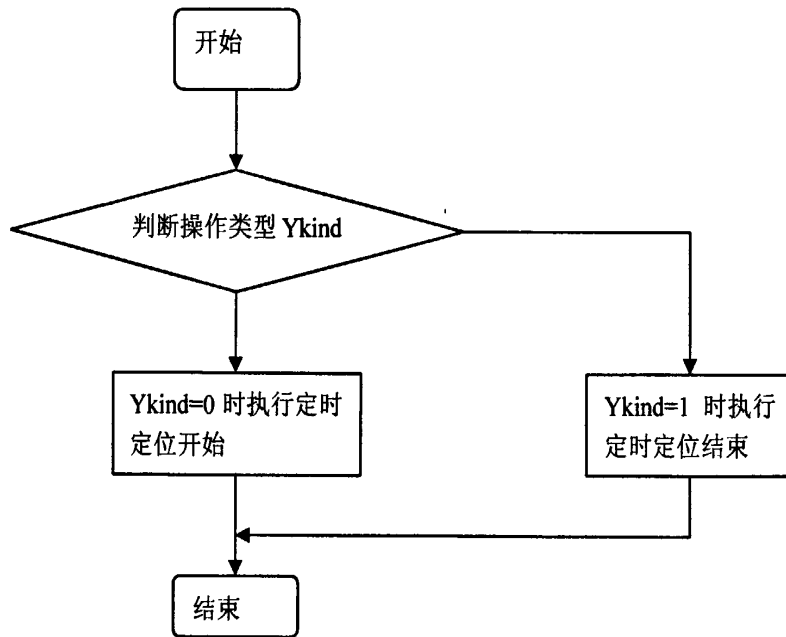 开始
判断操作类型 Ykind
Ykind=0 时执行定时
定位开始
Ykind=1 时执行
定时定位结束
结束